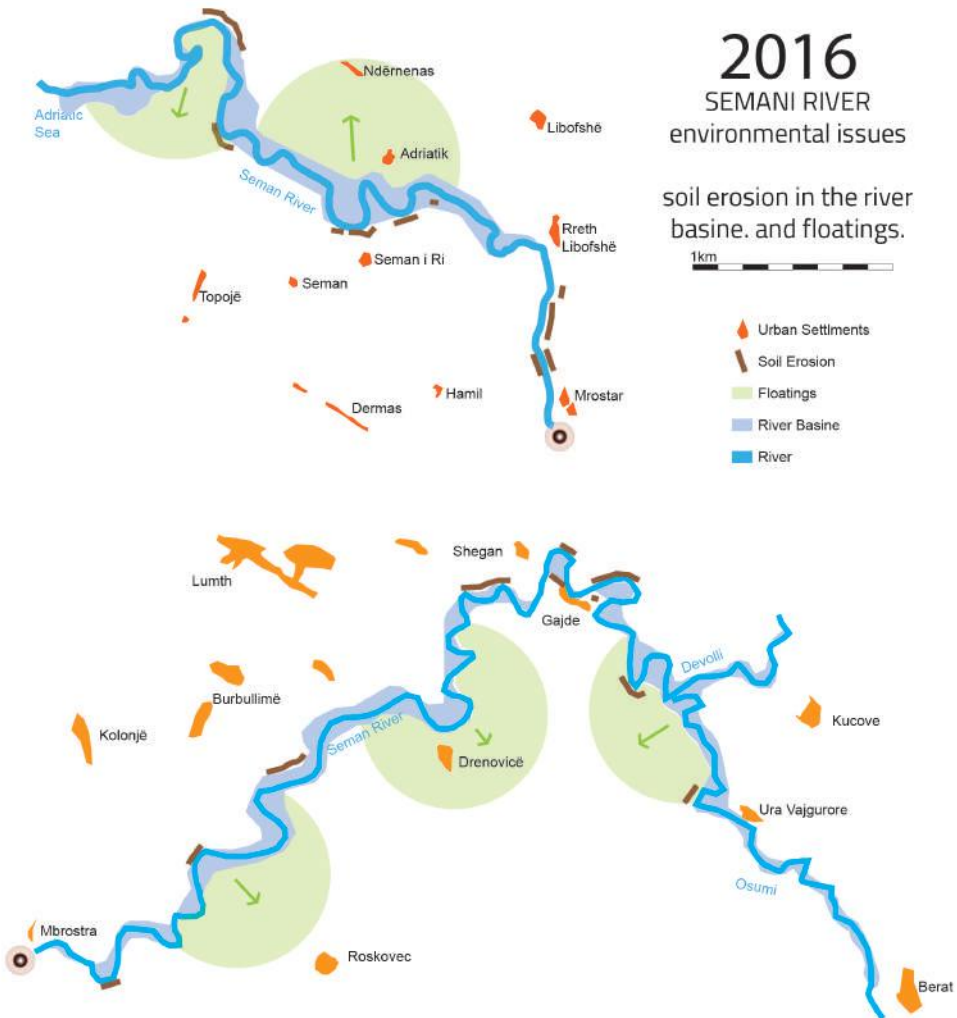 2016
SEMANI RIVER
environmental issues
soil erosion in the river
basine. and floatings.
1km
Urban Settlments
Soil Erosion
Floatings
River Basine
River
Ndërnenas
Adriatic
Sea
Libofshë
Adriatik
Seman River
Rreth
Libofshë
Seman i Ri
Seman
Topojë
Hamil
Mrostar
Dermas
Shegan
Lumth
Gajde
Devolli
Burbullimë
Kolonjë
Seman River
Kucove
Drenovicë
Ura Vajgurore
Osumi
Mbrostra
Roskovec
Berat